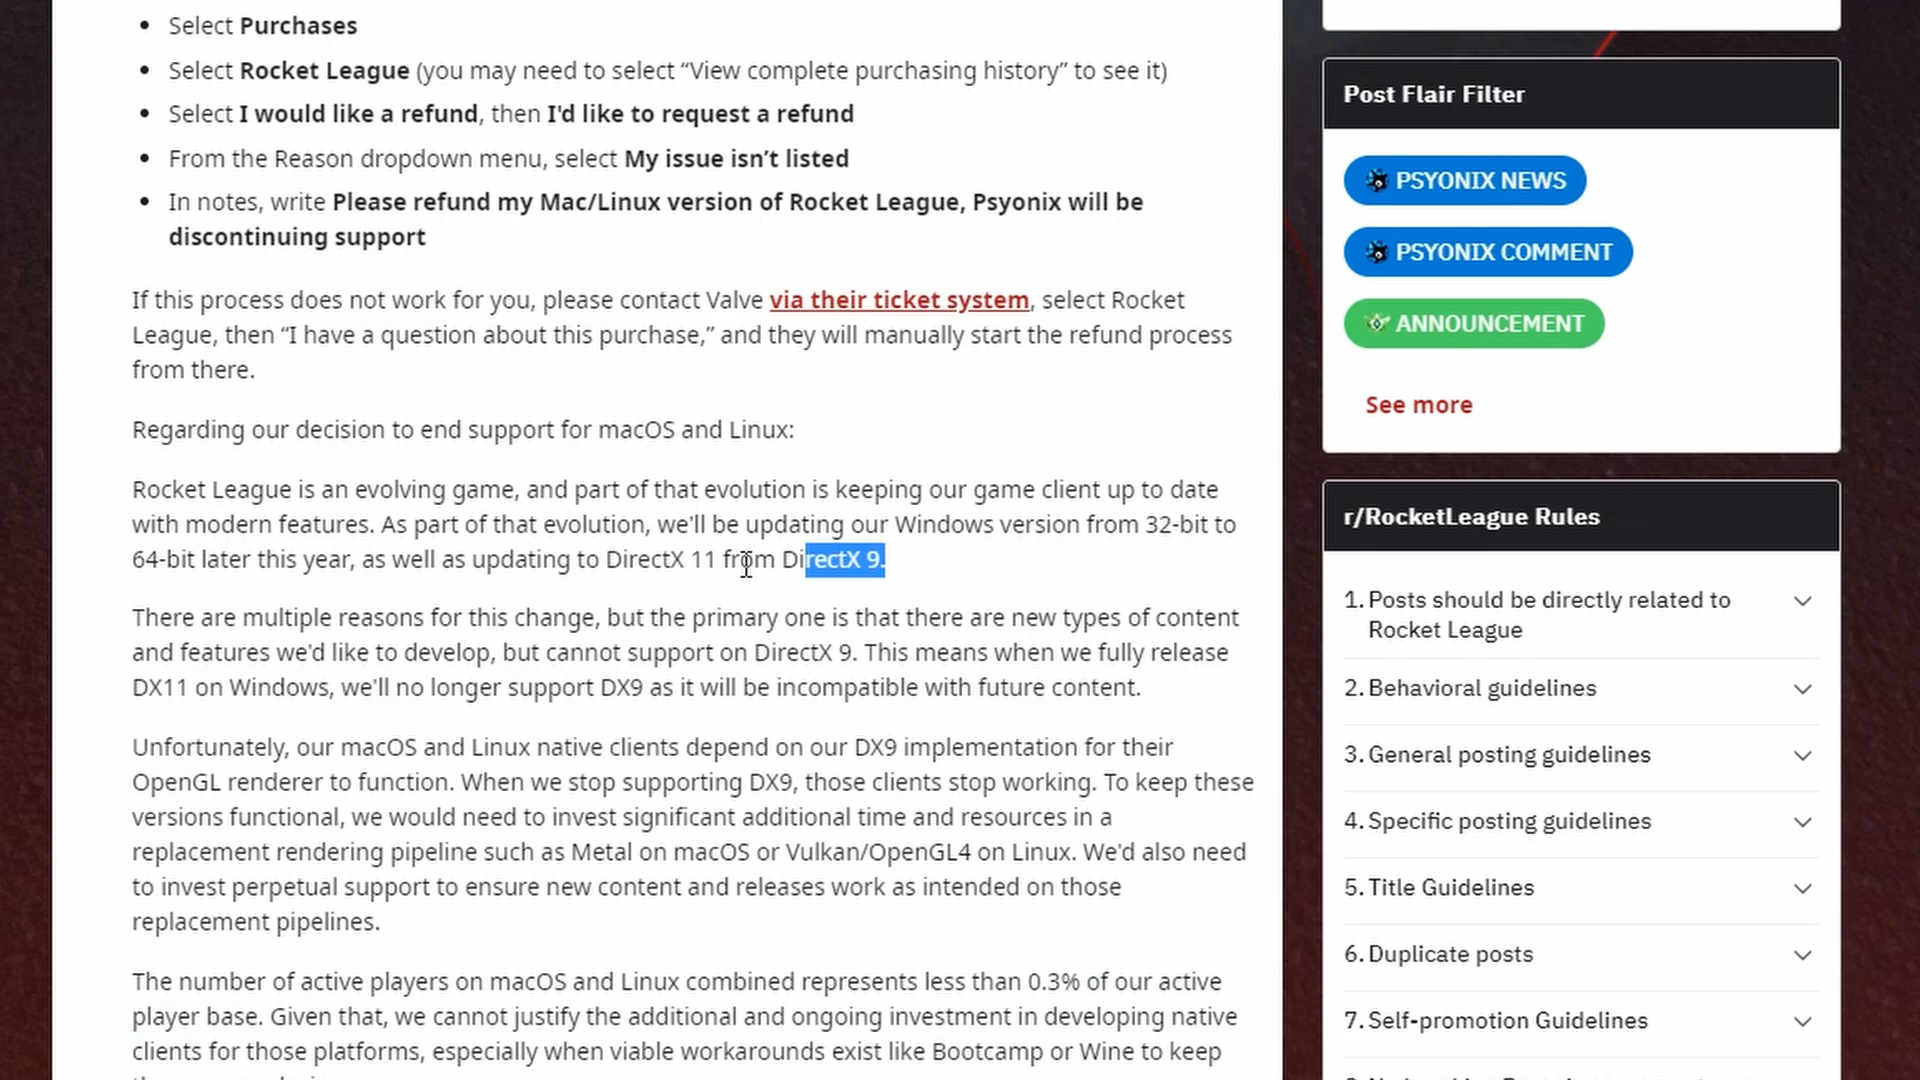 Select Purchases
Select Rocket League (you may need to select “View complete purchasing history” to see it)
Select I would like a refund, then I'd like to request a refund
From the Reason dropdown menu, select My issue isn’t listed
In notes, write Please refund my Mac/Linux version of Rocket League, Psyonix will be
discontinuing support
If this process does not work for you, please contact Valve via their ticket system, select Rocket
League, then “I have a question about this purchase,” and they will manually start the refund process
from there.
Regarding our decision to end support for macOS and Linux:
Rocket League is an evolving game, and part of that evolution is keeping our game client up to date
with modern features. As part of that evolution, we'll be updating our Windows version from 32-bit to
64-bit later this year, as well as updating to DirectX 11 from DirectX 9.
There are multiple reasons for this change, but the primary one is that there are new types of content
and features we'd like to develop, but cannot support on DirectX 9. This means when we fully release
DX11 on Windows, we'll no longer support DX9 as it will be incompatible with future content.
Unfortunately, our macOS and Linux native clients depend on our DX9 implementation for their
OpenGL renderer to function. When we stop supporting DX9, those clients stop working. To keep these
versions functional, we would need to invest significant additional time and resources in a
replacement rendering pipeline such as Metal on macOS or Vulkan/OpenGL4 on Linux. We'd also need
to invest perpetual support to ensure new content and releases work as intended on those
replacement pipelines.
The number of active players on macOS and Linux combined represents less than 0.3% of our active
player base. Given that, we cannot justify the additional and ongoing investment in developing native
clients for those platforms, especially when viable workarounds exist like Bootcamp or Wine to keep
Post Flair Filter
PSYONIX NEWS
PSYONIX COMMENT
ANNOUNCEMENT
See more
r/RocketLeague Rules
1. Posts should be directly related to
Rocket League
2. Behavioral guidelines
3. General posting guidelines
4. Specific posting guidelines
5. Title Guidelines
6. Duplicate posts
7. Self-promotion Guidelines